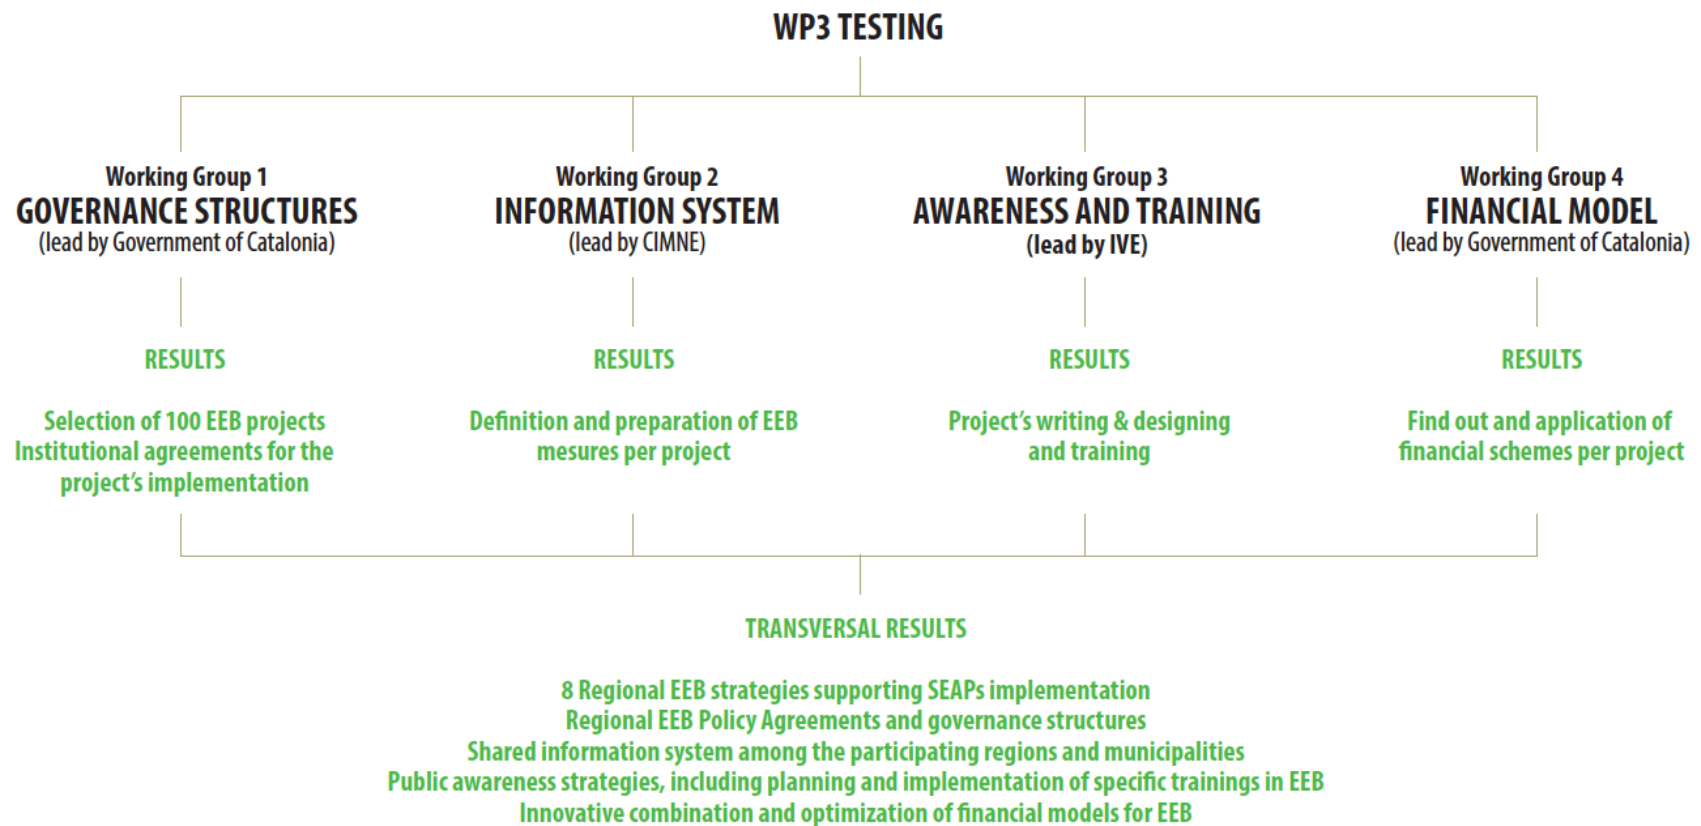 WP3 TESTING
Working Group 1
GOVERNANCE STRUCTURES
(lead by Government of Catalonia)
Working Group 2
INFORMATION SYSTEM
(lead by CIMNE)
Working Group 3
AWARENESS AND TRAINING
(lead by IVE)
Working Group 4
FINANCIAL MODEL
(lead by Government of Catalonia)
RESULTS
Selection of 100 EEB projects
Institutional agreements for the
project's implementation
RESULTS
Definition and preparation of EEB
mesures per project
RESULTS
Project's writing & designing
and training
RESULTS
Find out and application of
financial schemes per project
TRANSVERSAL RESULTS
8 Regional EEB strategies supporting SEAPs implementation
Regional EEB Policy Agreements and governance structures
Shared information system among the participating regions and municipalities
Public awareness strategies, including planning and implementation of specific trainings in EEB
Innovative combination and optimization of financial models for EEB